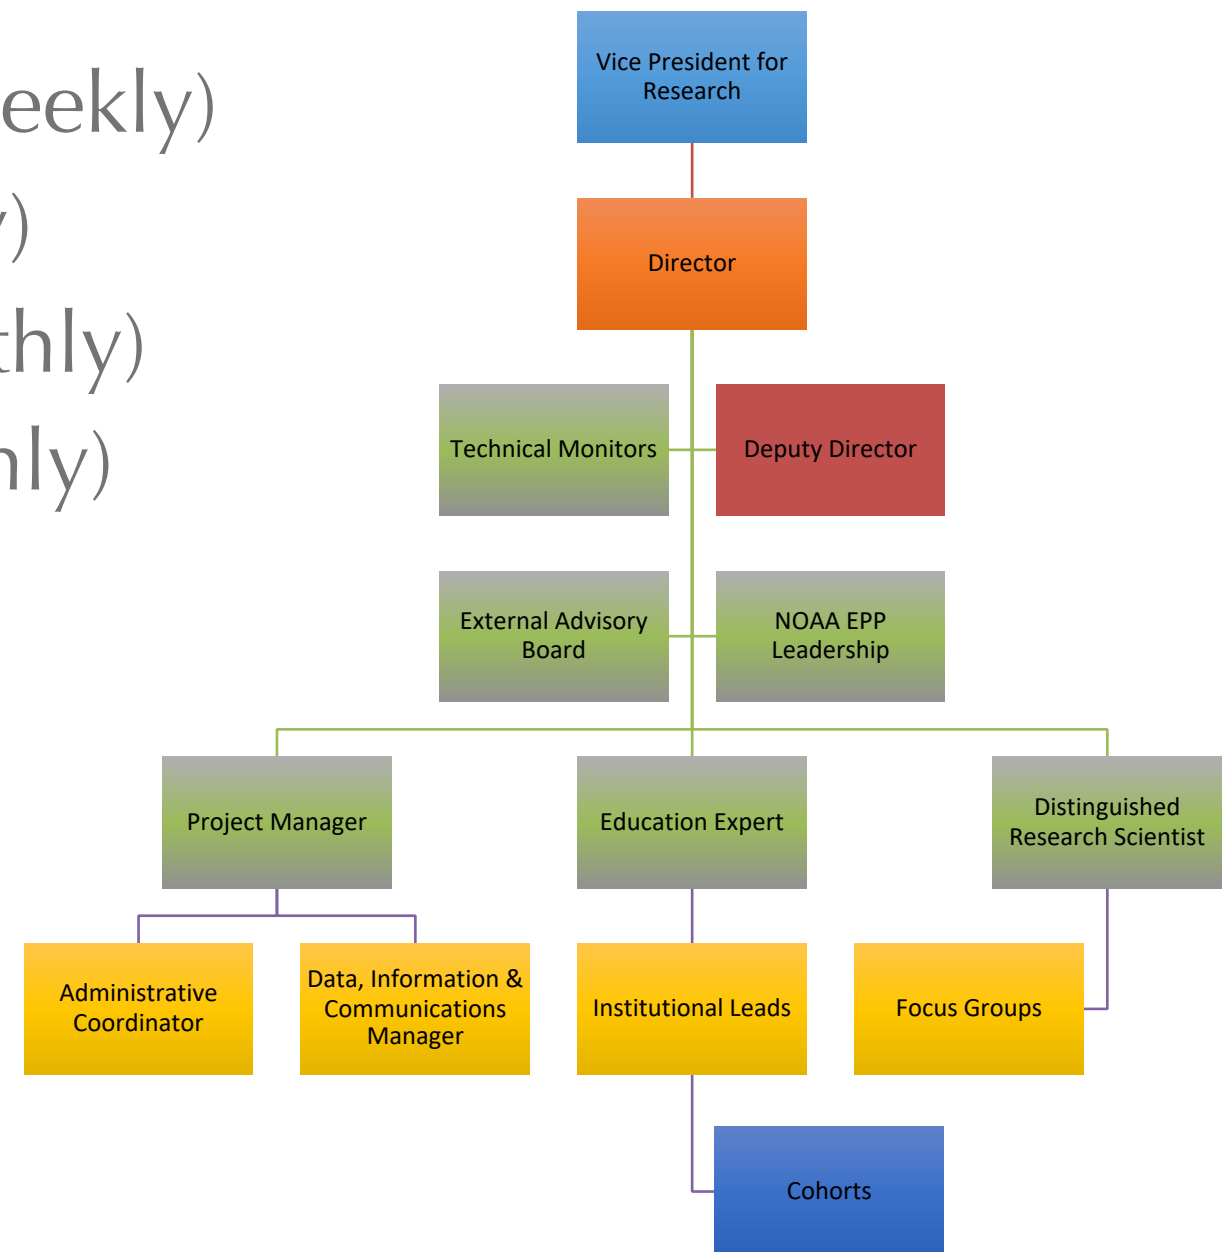 Vice President for
Research
eekly)
y)
thly)
nly)
Director
Technical Monitors
Deputy Director
External Advisory
Board
NOAA EPP
Leadership
Project Manager
Education Expert
Distinguished
Research Scientist
Administrative
Coordinator
Data, Information &
Communications
Manager
Institutional Leads
Focus Groups
Cohorts